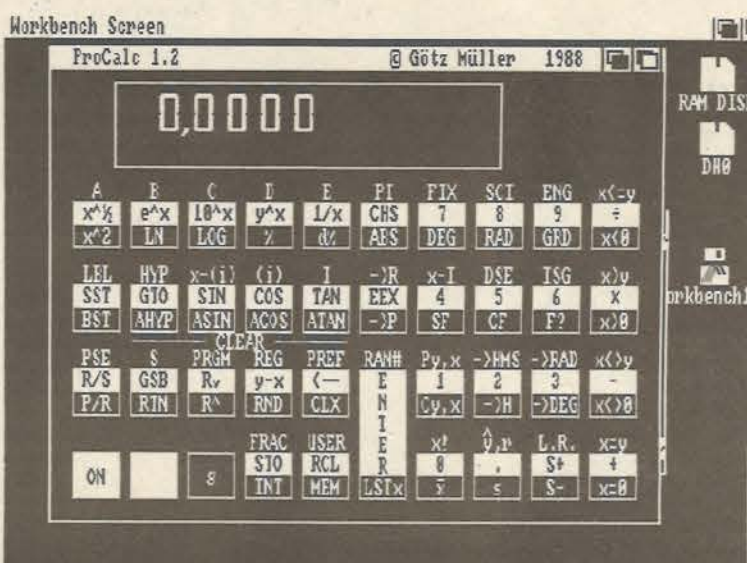 Workbench Screen
ProCalc 1.2 © Götz Müller 1988
0,0000
RAM DIS
DH0
A B C D E PI FIX SCI ENG x<=y
x^½ e^x 10^x y^x 1/x CHS 7 8 9 ÷
x^2 LN LOG % d% ABS DEG RAD GRD x<0
LBL HYP x-(i) (i) I ->R x-I DSE ISG x>y
SST GTO SIN COS TAN EEX 4 5 6 x
BST AHYP ASIN ACOS ATAN ->P SF CF F? x>0
orkbench1
CLEAR
PSE S PRGM REG PREF RAN# Py,x ->HMS ->RAD x<>y
R/S GSB Rv y-x <— ENTER 1 2 3 -
P/R RTN R^ RND CLX Cy,x ->H ->DEG x<>0
FRAC USER x! ŷ,r L.R. x=y
ON g STO RCL 0 . S+ +
INT MEM LSTx x̄ s S- x=0